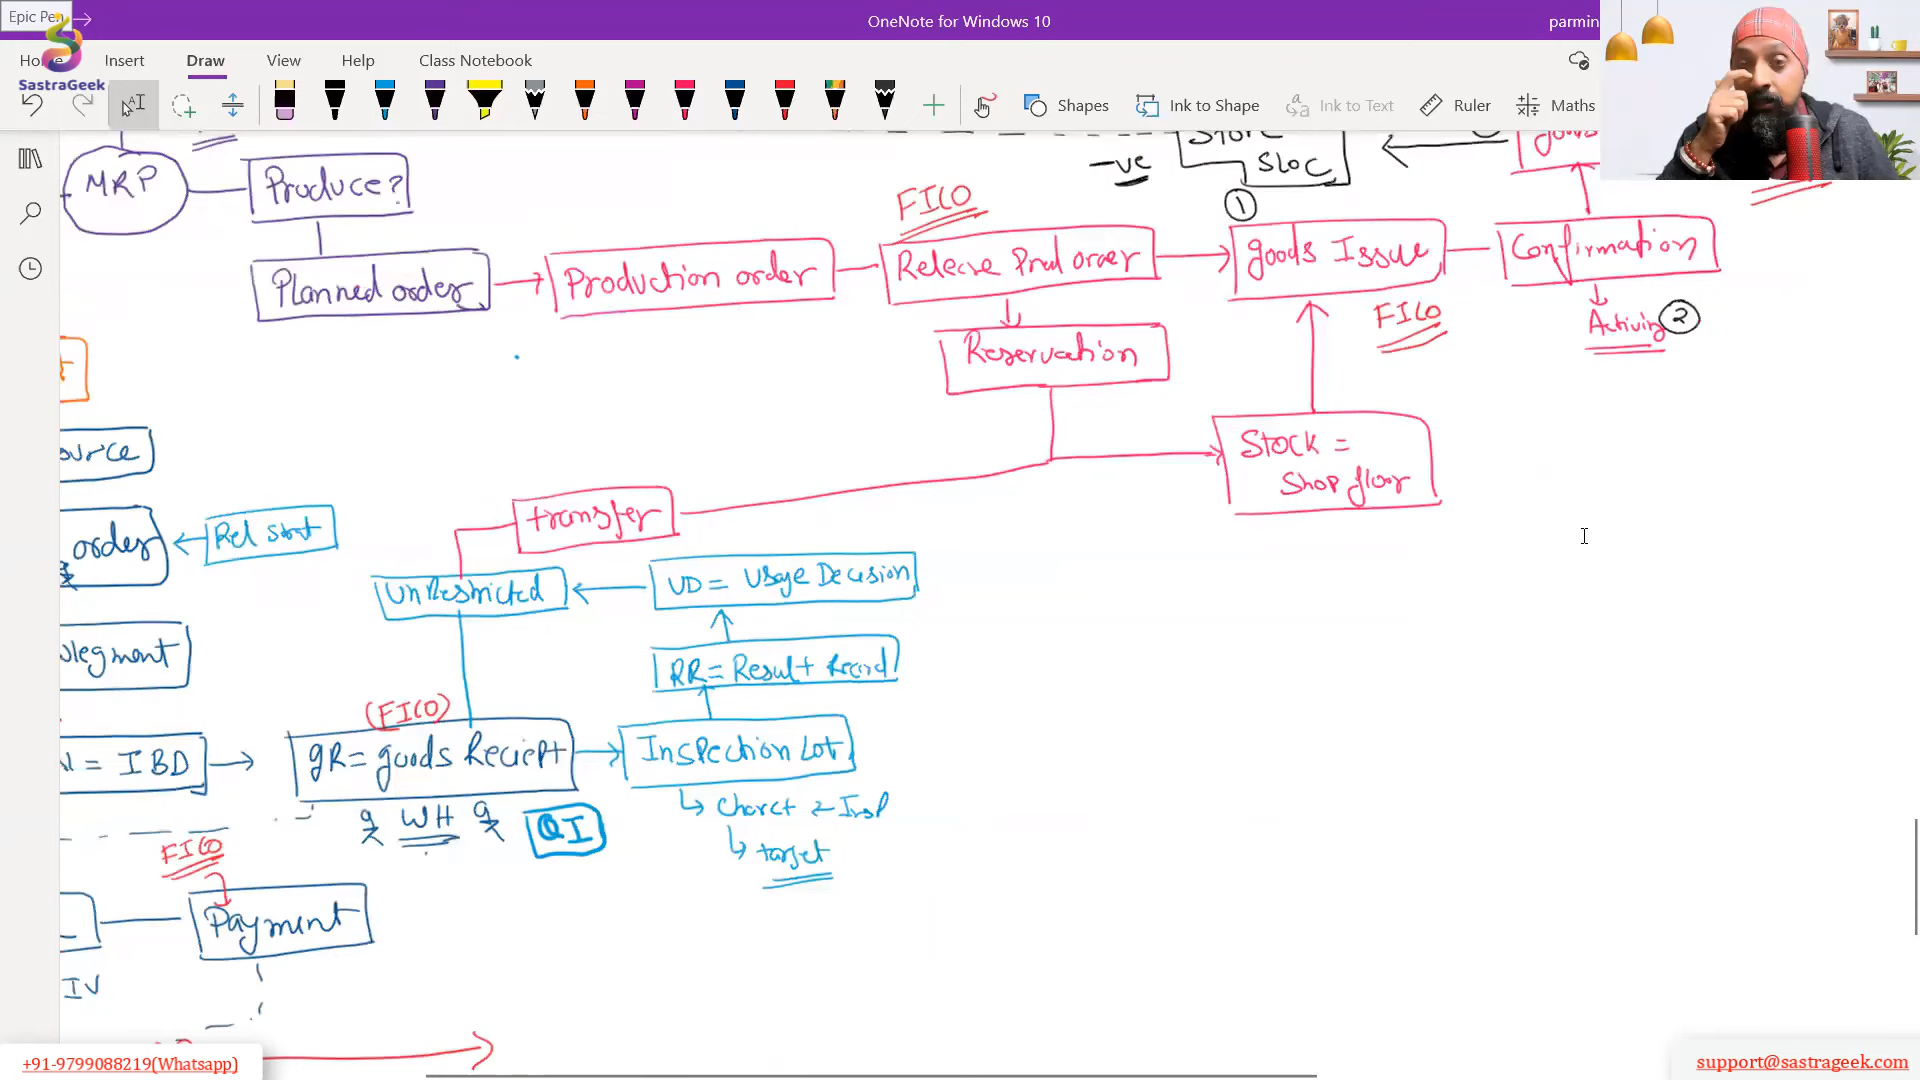 Epic Pen
OneNote for Windows 10
parmin
SastraGeek
Insert
Draw
View
Help
Class Notebook
Shapes
Ink to Shape
Ink to Text
Ruler
Maths
MRP
Produce?
Planned order
Production order
FICO
Release Prod order
Reservation
-ve
SLOC
1
goods Issue
FICO
Confirmation
Activity
2
Stock =
Shop floor
transfer
order
Rel strat
UnRestricted
UD = Usage Decision
RR = Result Record
(FICO)
= IBD
GR = goods Reciept
WH
QI
Inspection Lot
Charct
Insp
target
FICO
Payment
IV
+91-9799088219(Whatsapp)
support@sastrageek.com